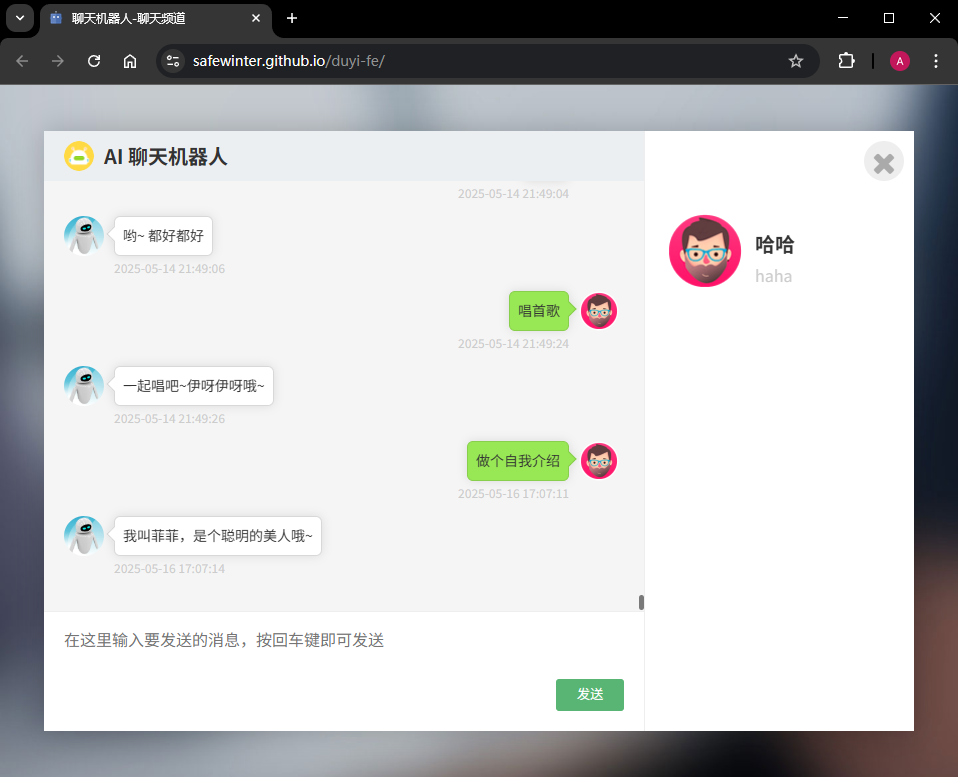 聊天机器人-聊天频道
safewinter.github.io/duyi-fe/
A
AI 聊天机器人
2025-05-14 21:49:04
哟~ 都好都好
2025-05-14 21:49:06
唱首歌
2025-05-14 21:49:24
一起唱吧~伊呀伊呀哦~
2025-05-14 21:49:26
做个自我介绍
2025-05-16 17:07:11
我叫菲菲，是个聪明的美人哦~
2025-05-16 17:07:14
在这里输入要发送的消息，按回车键即可发送
发送
哈哈
haha